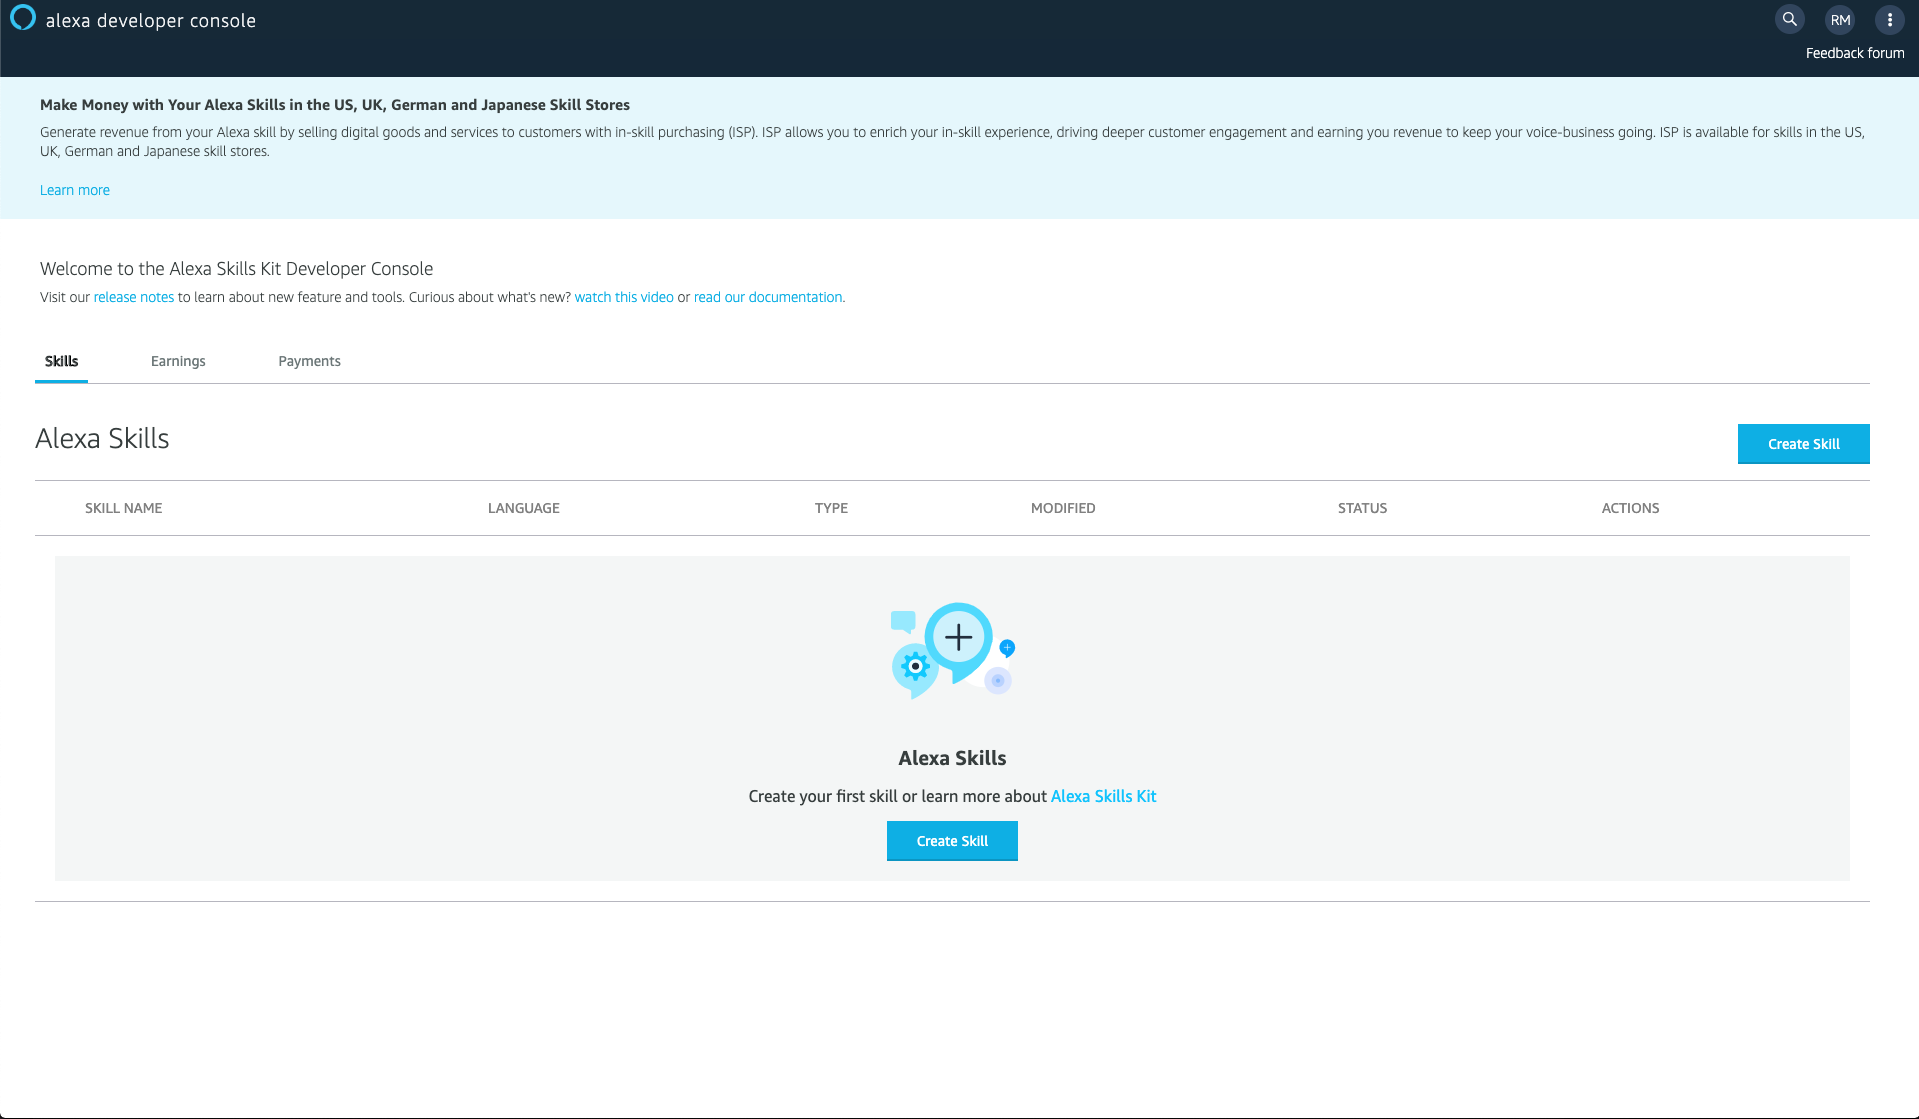 alexa developer console
RM
Feedback forum
Make Money with Your Alexa Skills in the US, UK, German and Japanese Skill Stores
Generate revenue from your Alexa skill by selling digital goods and services to customers with in-skill purchasing (ISP). ISP allows you to enrich your in-skill experience, driving deeper customer engagement and earning you revenue to keep your voice-business going. ISP is available for skills in the US,
UK, German and Japanese skill stores.
Learn more
Welcome to the Alexa Skills Kit Developer Console
Visit our release notes to learn about new feature and tools. Curious about what's new? watch this video or read our documentation.
Skills Earnings Payments
Alexa Skills
Create Skill
SKILL NAME LANGUAGE TYPE MODIFIED STATUS ACTIONS
Alexa Skills
Create your first skill or learn more about Alexa Skills Kit
Create Skill